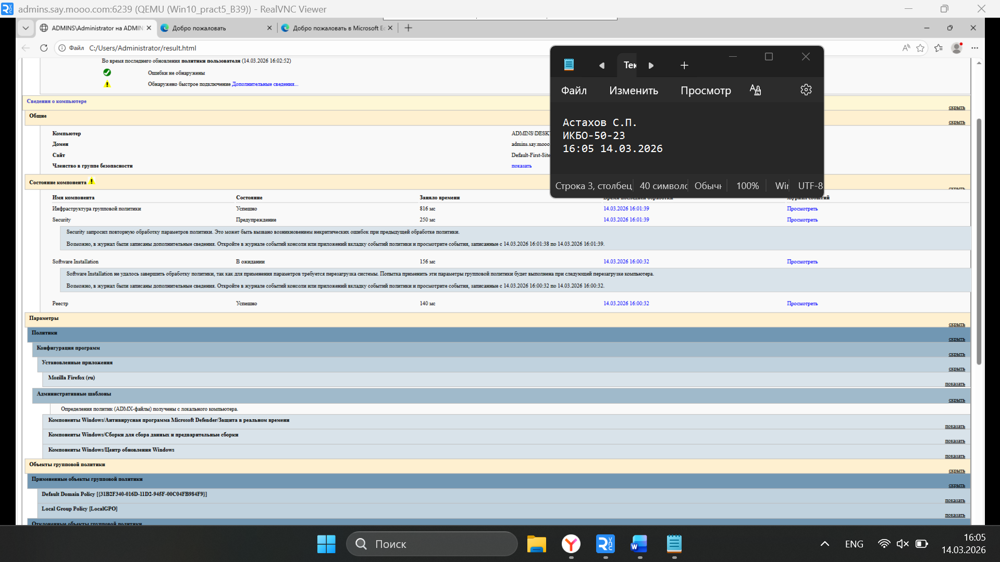 admins.say.mooo.com:6239 (QEMU (Win10_pract5_B39)) - RealVNC Viewer
ADMINS\Administrator на ADMIN
Добро пожаловать
Добро пожаловать в Microsoft Ed
Файл C:/Users/Administrator/result.html
Во время последнего обновления политики пользователя (14.03.2026 16:02:52)
Ошибки не обнаружены
Обнаружено быстрое подключение Дополнительные сведения...
Сведения о компьютере
скрыть
Общие
скрыть
Компьютер ADMINS\DESK
Домен admins.say.mooo
Сайт Default-First-Site
Членство в группе безопасности показать
Состояние компонента
скрыть
Имя компонента Состояние Заняло времени Время последней обработки Журнал событий
Инфраструктура групповой политики Успешно 816 мс 14.03.2026 16:01:39 Просмотреть
Security Предупреждение 250 мс 14.03.2026 16:01:39 Просмотреть
Security запросил повторную обработку параметров политики. Это может быть вызвано возникновением некритических ошибок при предыдущей обработке политики.
Возможно, в журнал были записаны дополнительные сведения. Откройте в журнале событий консоли или приложений вкладку событий политики и просмотрите события, записанные с 14.03.2026 16:01:38 по 14.03.2026 16:01:39.
Software Installation В ожидании 156 мс 14.03.2026 16:00:32 Просмотреть
Software Installation не удалось завершить обработку политики, так как для применения параметров требуется перезагрузка системы. Попытка применить эти параметры групповой политики будет выполнена при следующей перезагрузке компьютера.
Возможно, в журнал были записаны дополнительные сведения. Откройте в журнале событий консоли или приложений вкладку событий политики и просмотрите события, записанные с 14.03.2026 16:00:32 по 14.03.2026 16:00:32.
Реестр Успешно 140 мс 14.03.2026 16:00:32 Просмотреть
Параметры
скрыть
Политики
скрыть
Конфигурация программ
скрыть
Установленные приложения
скрыть
Mozilla Firefox (ru)
показать
Административные шаблоны
скрыть
Определения политик (ADMX-файлы) получены с локального компьютера.
Компоненты Windows/Антивирусная программа Microsoft Defender/Защита в реальном времени
показать
Компоненты Windows/Сборки для сбора данных и предварительные сборки
показать
Компоненты Windows/Центр обновления Windows
показать
Объекты групповой политики
скрыть
Примененные объекты групповой политики
скрыть
Default Domain Policy [{31B2F340-016D-11D2-945F-00C04FB984F9}]
показать
Local Group Policy [LocalGPO]
показать
Отклоненные объекты групповой политики
Тек
Файл Изменить Просмотр
Астахов С.П.
ИКБО-50-23
16:05 14.03.2026
Строка 3, столбец 40 символо Обычн 100% Wir UTF-8
Поиск
ENG
16:05
14.03.2026